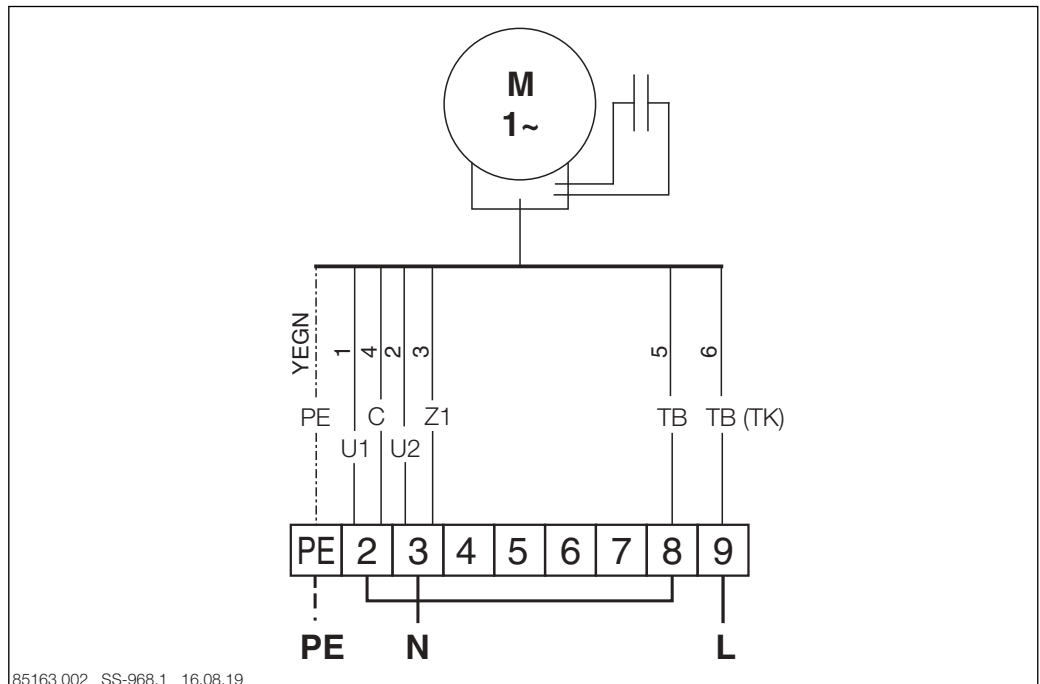 M
1~
YEGN
1
4
2
3
5
6
PE
C
Z1
TB
TB (TK)
U1
U2
PE 2 3 4 5 6 7 8 9
PE N L
85163 002 SS-968.1 16.08.19